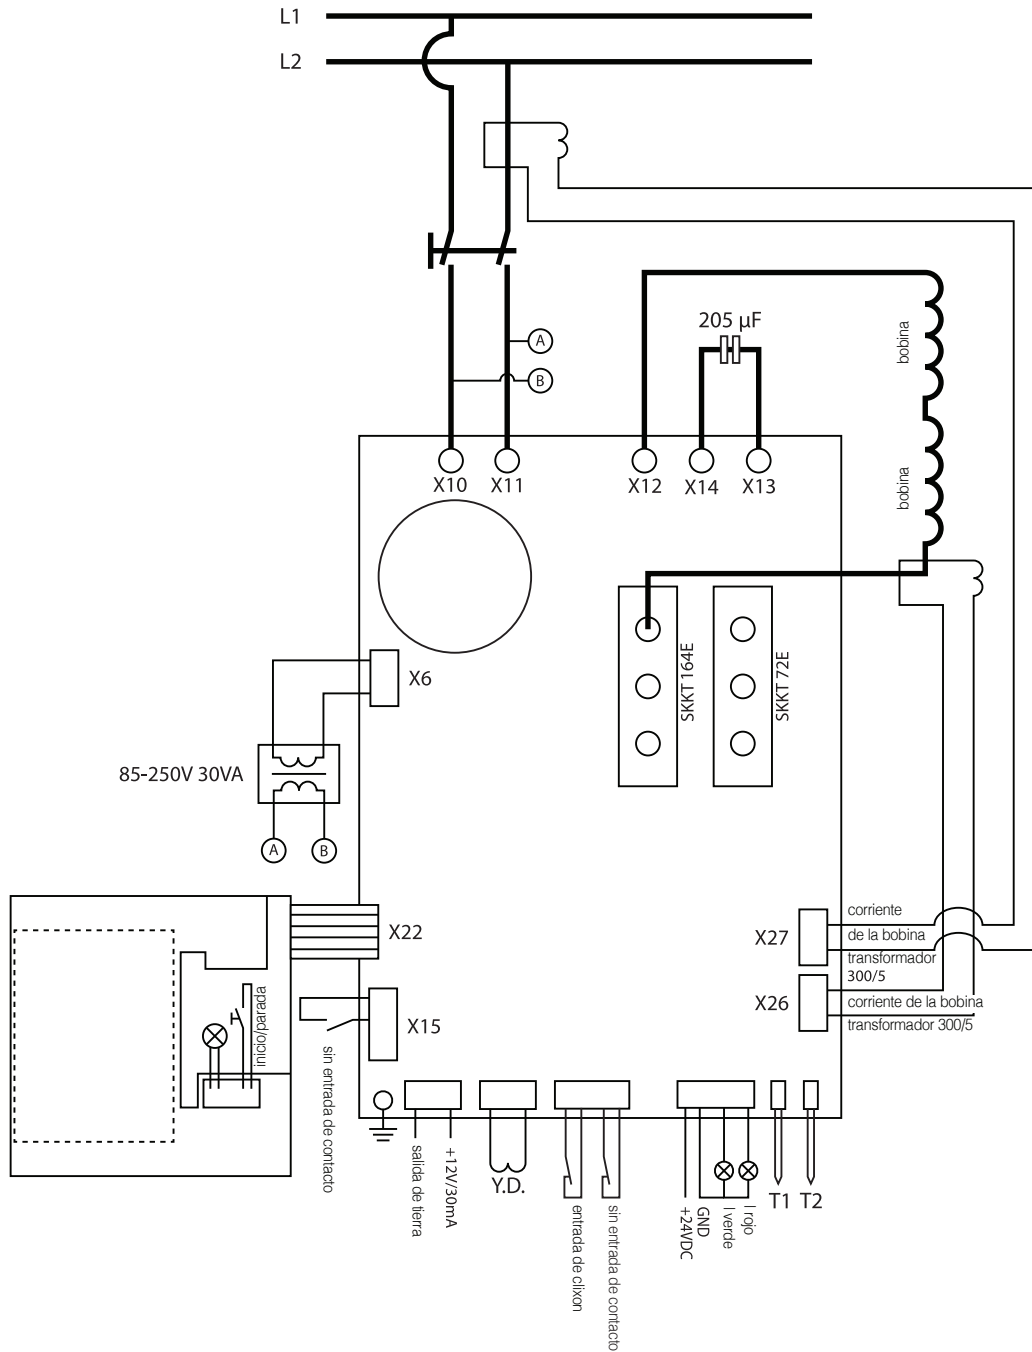 L1
L2
205 µF
bobina
A
B
bobina
X10
X11
X12
X14
X13
SKKT 164E
SKKT 72E
X6
85-250V 30VA
A
B
X22
X27
corriente
de la bobina
transformador
300/5
X26
corriente de la bobina
transformador 300/5
X15
inicio/parada
sin entrada de contacto
salida de tierra
+12V/30mA
Y.D.
entrada de clixon
sin entrada de contacto
+24VDC
GND
l verde
l rojo
T1
T2